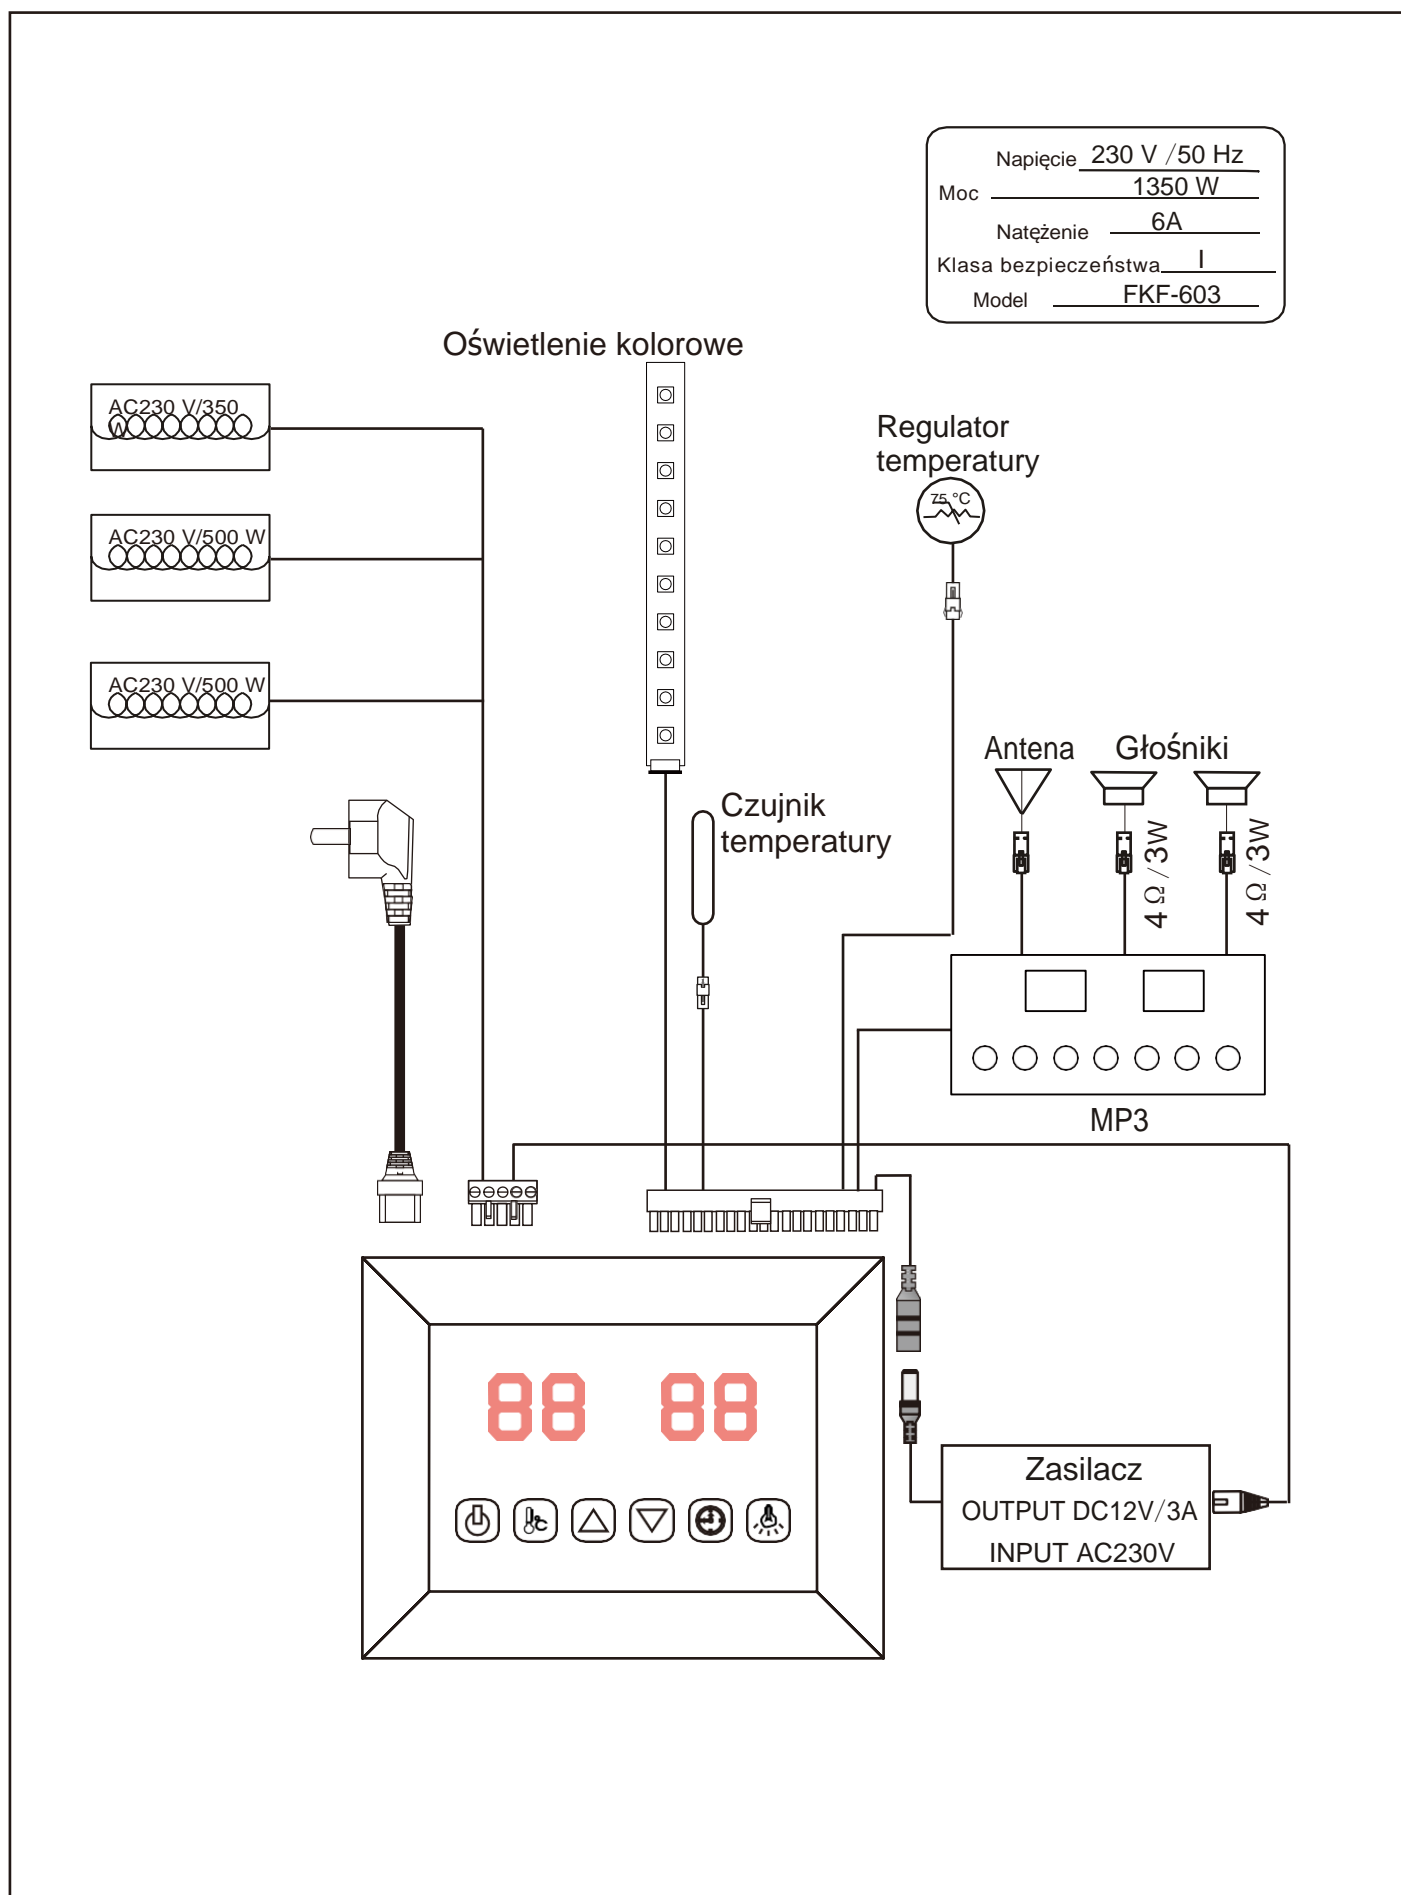 Napięcie 230 V /50 Hz
Moc 1350 W
Natężenie 6A
Klasa bezpieczeństwa I
Model FKF-603
Oświetlenie kolorowe
AC230 V/350
W
AC230 V/500 W
AC230 V/500 W
Regulator
temperatury
75 °C
Antena
Głośniki
4 Ω/3W
4 Ω/3W
Czujnik
temperatury
MP3
88 88
°C
Zasilacz
OUTPUT DC12V/3A
INPUT AC230V